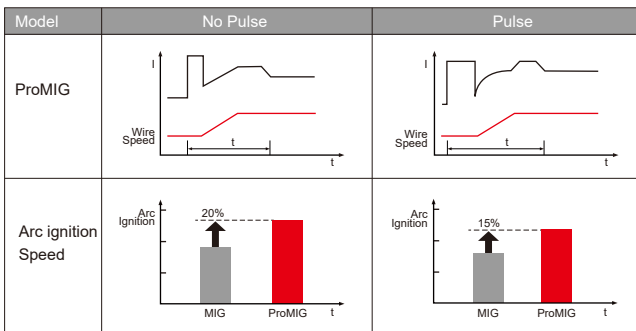 Model
No Pulse
Pulse
ProMIG
I
Wire
Speed
t
t
I
Wire
Speed
t
t
Arc ignition
Speed
Arc
Ignition
20%
MIG
ProMIG
t
Arc
Ignition
15%
MIG
ProMIG
t